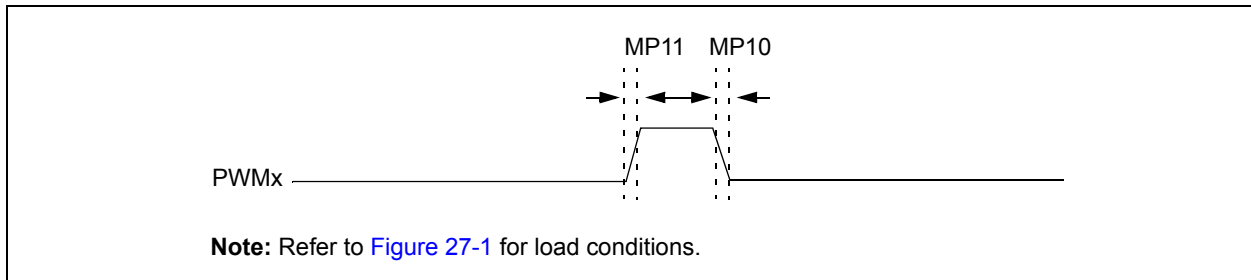 MP11 MP10
PWMx
Note: Refer to Figure 27-1 for load conditions.